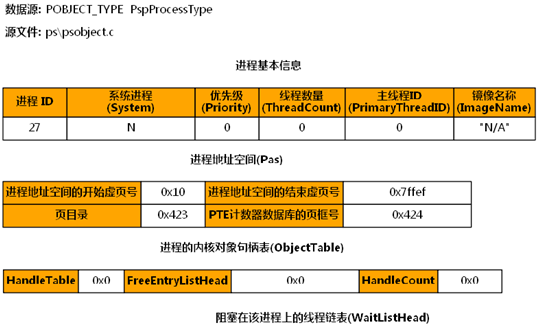 数据源: POBJECT_TYPE PspProcessType
源文件: ps\psobject.c
进程基本信息
进程 ID 系统进程 (System) 优先级 (Priority) 线程数量 (ThreadCount) 主线程ID (PrimaryThreadID) 镜像名称 (ImageName)
27 N 0 0 0 "N/A"
进程地址空间(Pas)
进程地址空间的开始虚页号 0x10 进程地址空间的结束虚页号 0x7ffef
页目录 0x423 PTE计数器数据库的页框号 0x424
进程的内核对象句柄表(ObjectTable)
HandleTable 0x0 FreeEntryListHead 0x0 HandleCount 0x0
阻塞在该进程上的线程链表(WaitListHead)